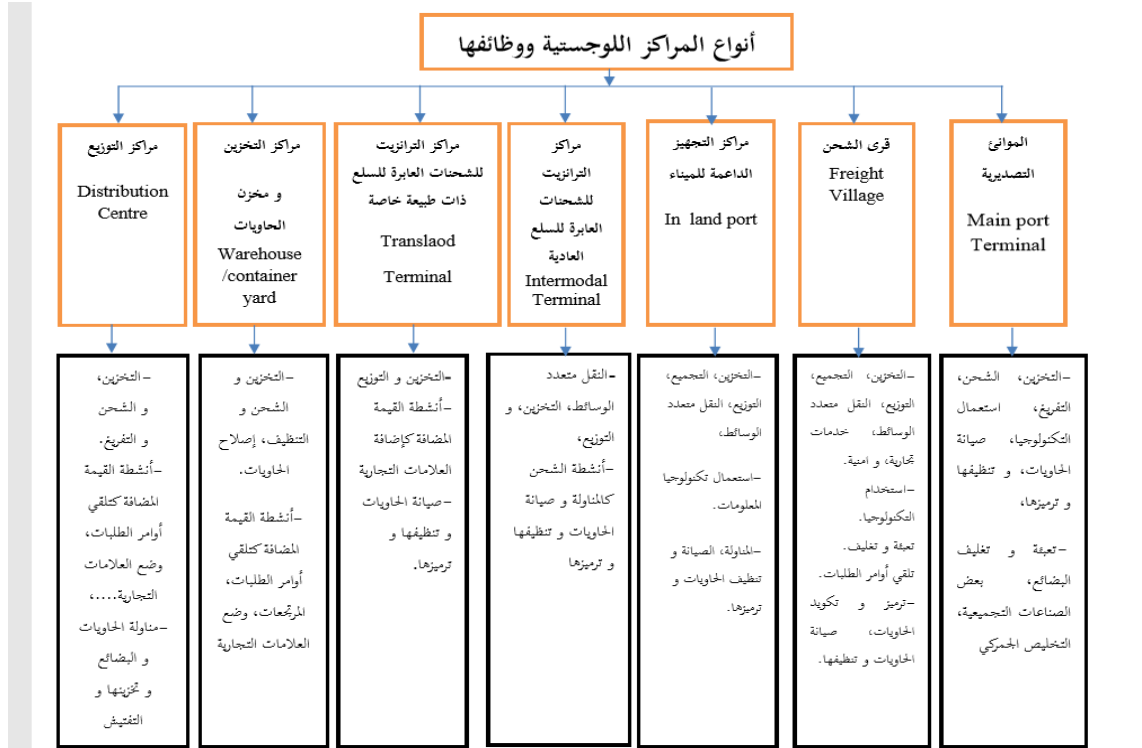 أنواع المراكز اللوجستية ووظائفها
الموانئ
التصديرية
Main port
Terminal
قرى الشحن
Freight
Village
مراكز التجهيز
الداعمة للميناء
In land port
مراكز
الترانزيت
للشحنات
العابرة للسلع
العادية
Intermodal
Terminal
مراكز الترانزيت
للشحنات العابرة للسلع
ذات طبيعة خاصة
Translaod
Terminal
مراكز التخزين
و مخزن
الحاويات
Warehouse
/container
yard
مراكز التوزيع
Distribution
Centre
-التخزين، الشحن،
التفريغ، استعمال
التكنولوجيا، صيانة
الحاويات، و تنظيفها
و ترميزها،
-تعبئة و تغليف
البضائع، بعض
الصناعات التجميعية،
التخليص الجمركي
-التخزين، التجميع،
التوزيع، النقل متعدد
الوسائط، خدمات
تجارية، و امنية.
-استخدام
التكنولوجيا.
تعبئة و تغليف.
تلقي أوامر الطلبات.
-ترميز و تكويد
الحاويات، صيانة
الحاويات و تنظيفها.
-التخزين، التجميع،
التوزيع، النقل متعدد
الوسائط،
-استعمال تكنولوجيا
المعلومات.
-المناولة، الصيانة و
تنظيف الحاويات و
ترميزها.
-النقل متعدد
الوسائط، التخزين، و
التوزيع،
-أنشطة الشحن
كالمناولة و صيانة
الحاويات و تنظيفها
و ترميزها
-التخزين و التوزيع
-أنشطة القيمة
المضافة كإضافة
العلامات التجارية
-صيانة الحاويات
و تنظيفها و
ترميزها.
-التخزين و
الشحن و
التنظيف، إصلاح
الحاويات.
-أنشطة القيمة
المضافة كتلقي
أوامر الطلبات،
المرتجعات، وضع
العلامات التجارية
-التخزين،
و الشحن
و التفريغ.
-أنشطة القيمة
المضافة كتلقي
أوامر الطلبات،
وضع العلامات
التجارية....،
-مناولة الحاويات
و البضائع
و تخزينها و
التفتيش